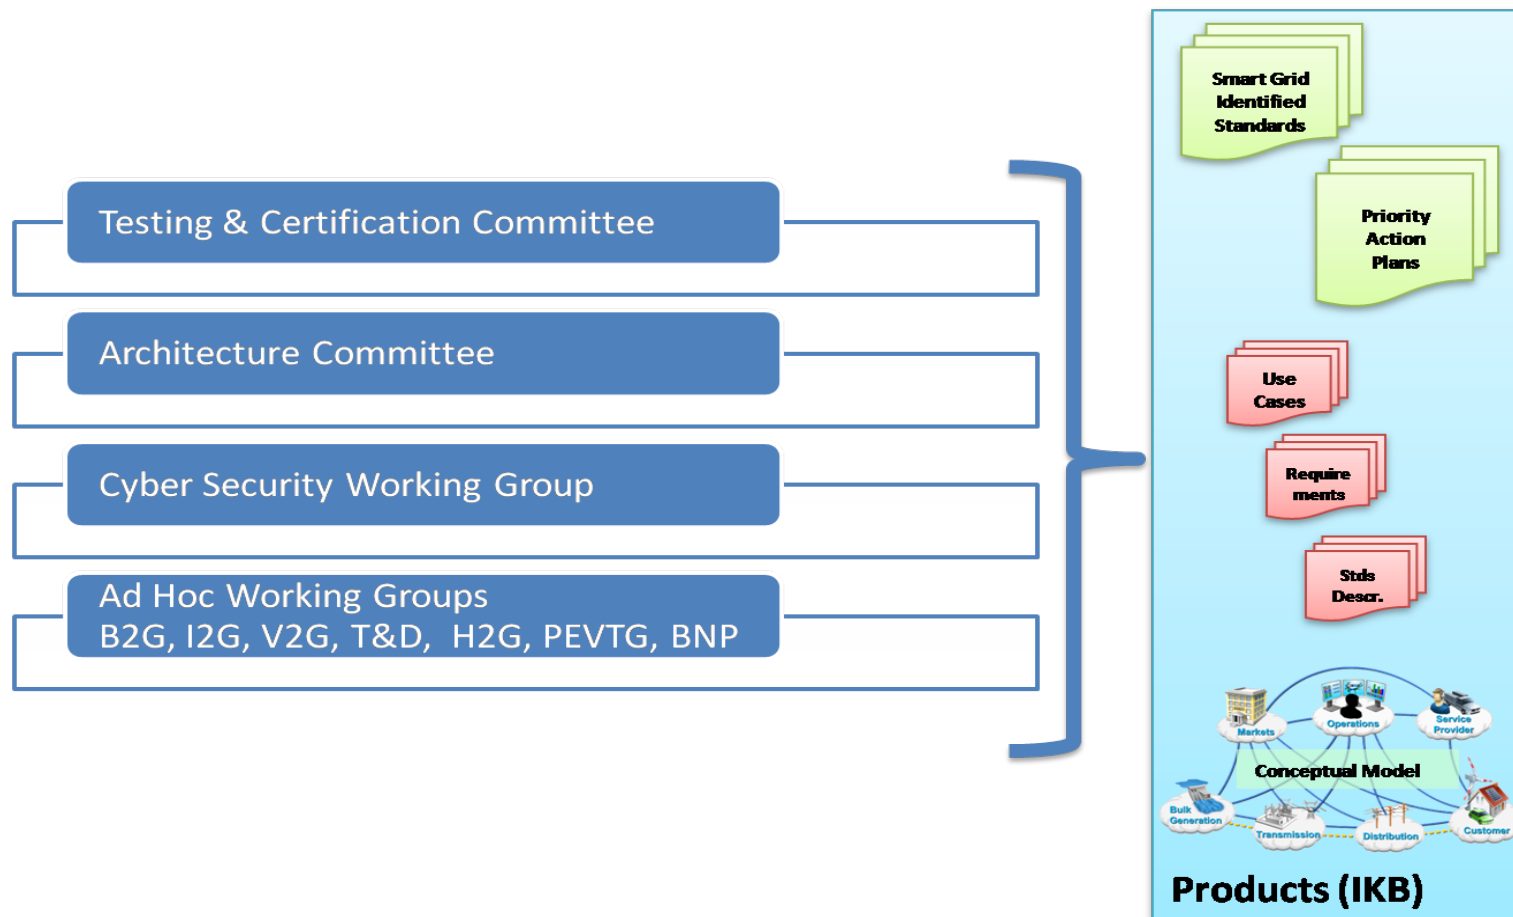 Testing & Certification Committee
Architecture Committee
Cyber Security Working Group
Ad Hoc Working Groups
B2G, I2G, V2G, T&D, H2G, PEVTG, BNP
Smart Grid
Identified
Standards
Priority
Action
Plans
Use
Cases
Require
ments
Stds
Descr.
Markets
Operations
Service
Provider
Conceptual Model
Bulk
Generation
Transmission
Distribution
Customer
Products (IKB)